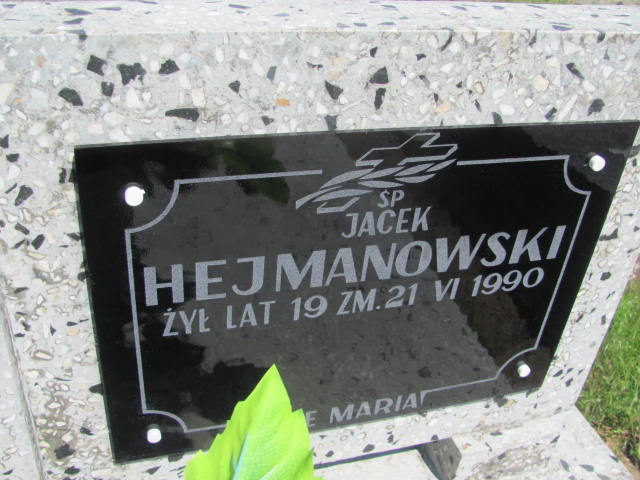 ŚP
JACEK
HEJMANOWSKI
ŻYŁ LAT 19 ZM. 21 VI 1990
MARIA